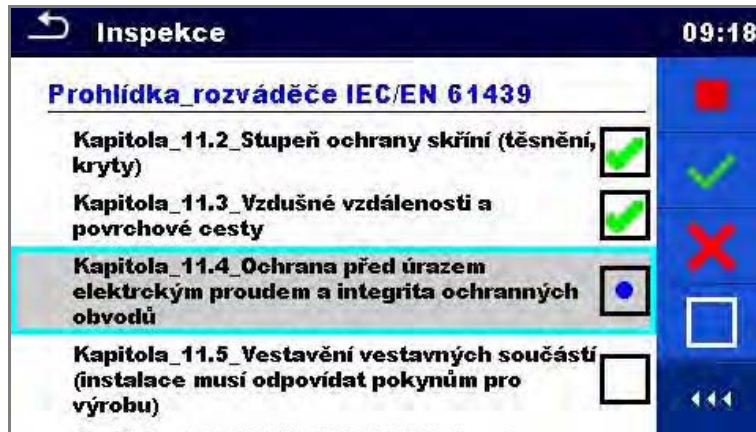 Inspekce
09:18
Prohlídka_rozváděče IEC/EN 61439
Kapitola_11.2_Stupeň ochrany skříní (těsnění,
kryty)
Kapitola_11.3_Vzdušné vzdálenosti a
povrchové cesty
Kapitola_11.4_Ochrana před úrazem
elektrckým proudem a integrita ochranných
obvodů
Kapitola_11.5_Vestavění vestavných součástí
(instalace musí odpovídat pokynům pro
výrobu)